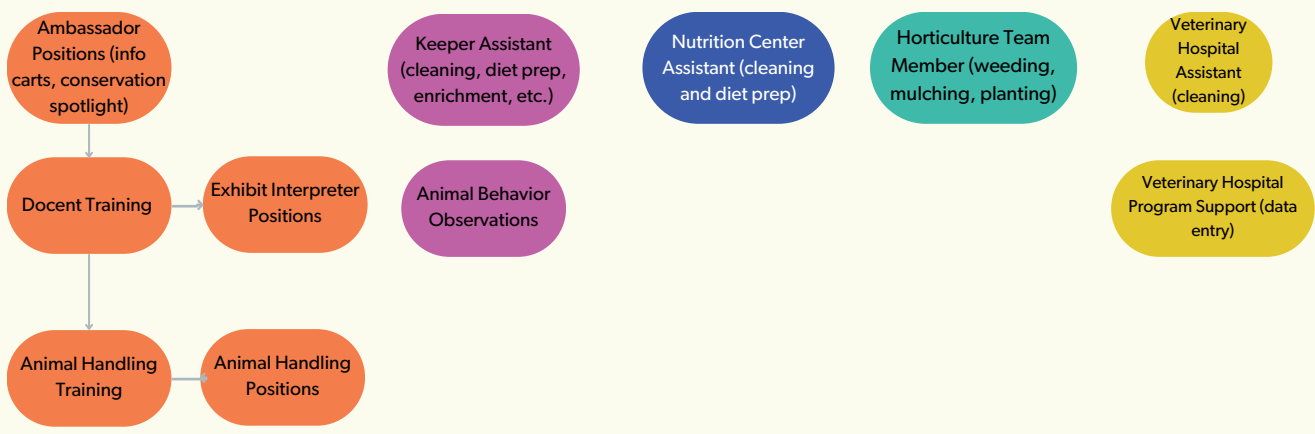 Ambassador
Positions (info
carts, conservation
spotlight)
Keeper Assistant
(cleaning, diet prep,
enrichment, etc.)
Nutrition Center
Assistant (cleaning
and diet prep)
Horticulture Team
Member (weeding,
mulching, planting)
Veterinary
Hospital
Assistant
(cleaning)
Docent Training
Exhibit Interpreter
Positions
Animal Behavior
Observations
Veterinary Hospital
Program Support (data
entry)
Animal Handling
Training
Animal Handling
Positions